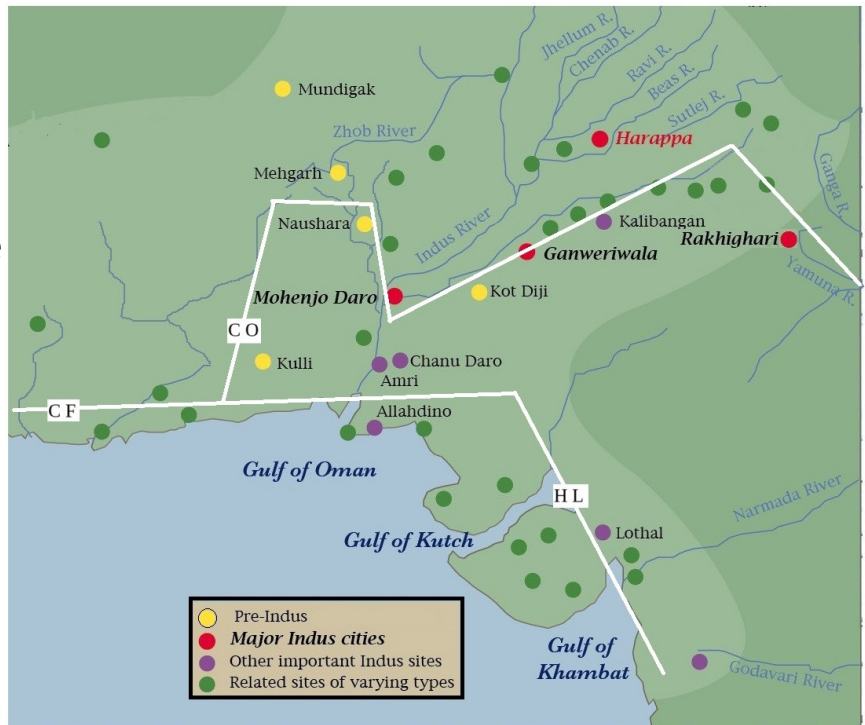 Jhellum R.
Chenab R.
Ravi R.
Beas R.
Sutlej R.
Mundigak
Zhob River
Harappa
Ganga R.
Mehgarh
Naushara
Indus River
Kalibangan
Rakhighari
Ganweriwala
Yamuna R.
Mohenjo Daro
Kot Diji
C O
Kulli
Chanu Daro
Amri
C F
Allahdino
Gulf of Oman
H L
Narmada River
Gulf of Kutch
Lothal
Gulf of
Khambat
Godavari River
Pre-Indus
Major Indus cities
Other important Indus sites
Related sites of varying types